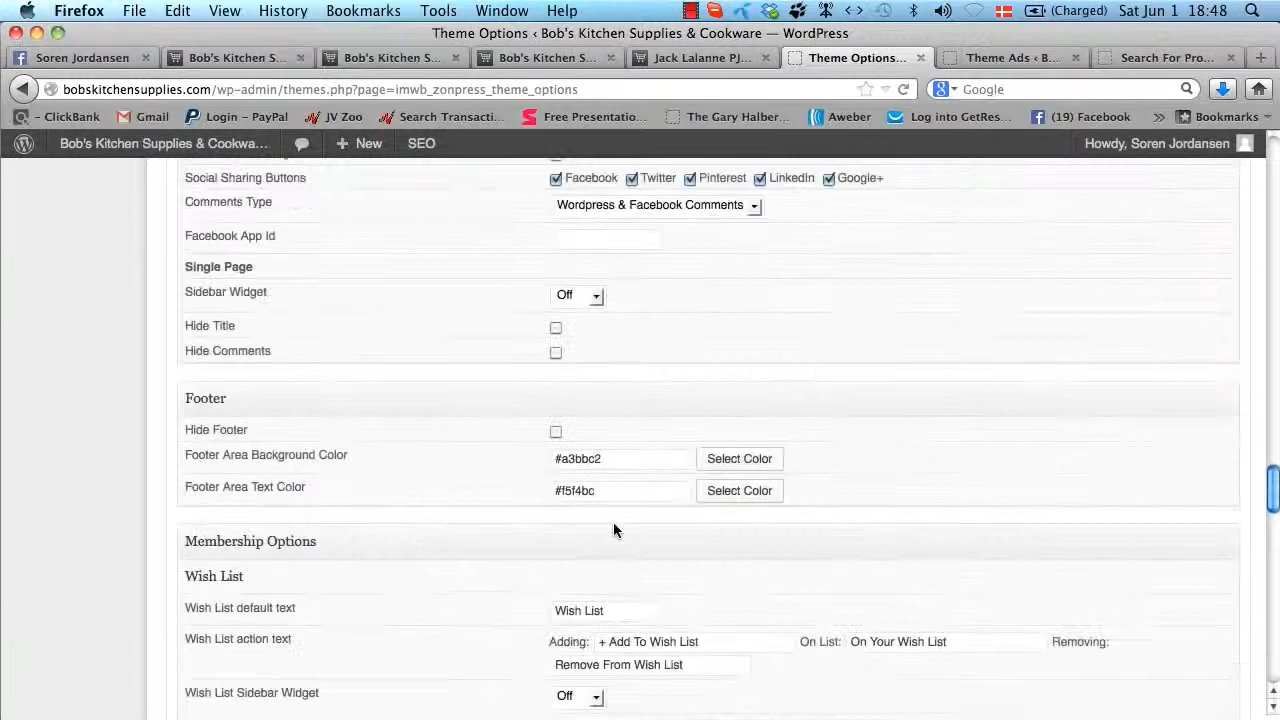 Firefox File Edit View History Bookmarks Tools Window Help (Charged) Sat Jun 1 18:48
Theme Options ‹ Bob's Kitchen Supplies & Cookware — WordPress
Soren Jordansen × Bob's Kitchen S... × Bob's Kitchen S... × Bob's Kitchen S... × Jack Lalanne PJ... × Theme Options... × Theme Ads ‹ B... × Search For Pro... × +
bobskitchensupplies.com/wp-admin/themes.php?page=imwb_zonpress_theme_options Google
– ClickBank Gmail Login – PayPal JV Zoo Search Transacti... Free Presentatio... The Gary Halber... Aweber Log into GetRes... (19) Facebook » Bookmarks
Bob's Kitchen Supplies & Cookwa... + New SEO Howdy, Soren Jordansen
Social Sharing Buttons Facebook Twitter Pinterest LinkedIn Google+
Comments Type Wordpress & Facebook Comments
Facebook App Id
Single Page
Sidebar Widget Off
Hide Title
Hide Comments
Footer
Hide Footer
Footer Area Background Color #a3bbc2 Select Color
Footer Area Text Color #f5f4bc Select Color
Membership Options
Wish List
Wish List default text Wish List
Wish List action text Adding: + Add To Wish List On List: On Your Wish List Removing:
Remove From Wish List
Wish List Sidebar Widget Off